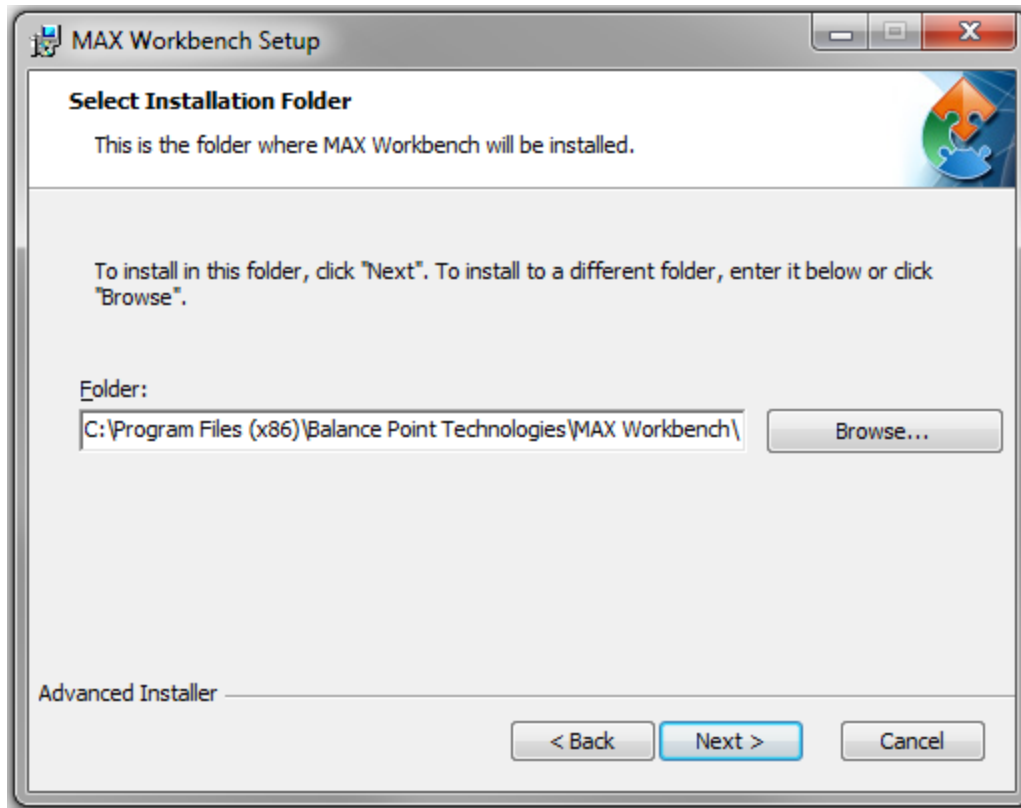 MAX Workbench Setup
Select Installation Folder
This is the folder where MAX Workbench will be installed.
To install in this folder, click "Next". To install to a different folder, enter it below or click
"Browse".
Folder:
C:\Program Files (x86)\Balance Point Technologies\MAX Workbench\
Browse...
Advanced Installer
< Back
Next >
Cancel